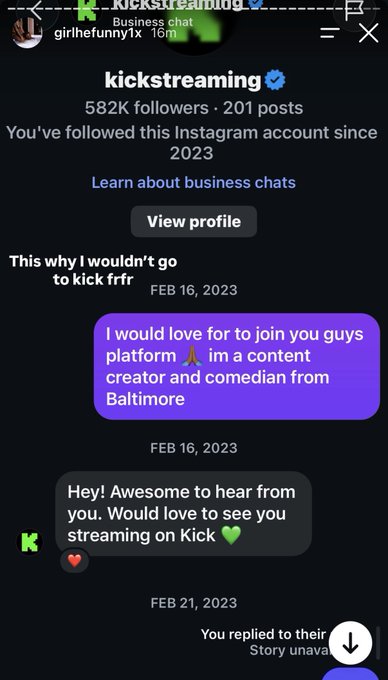 kickstreaming
Business chat
girlhefunny1x 16m
kickstreaming
582K followers · 201 posts
You've followed this Instagram account since
2023
Learn about business chats
View profile
This why I wouldn't go
to kick frfr
FEB 16, 2023
I would love for to join you guys
platform 🙏🏾 im a content
creator and comedian from
Baltimore
FEB 16, 2023
Hey! Awesome to hear from
you. Would love to see you
streaming on Kick 💚
❤️
FEB 21, 2023
You replied to their
Story